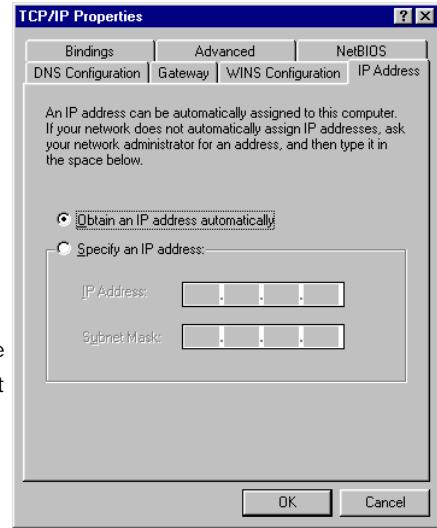 TCP/IP Properties
Bindings Advanced NetBIOS
DNS Configuration Gateway WINS Configuration IP Address
An IP address can be automatically assigned to this computer.
If your network does not automatically assign IP addresses, ask
your network administrator for an address, and then type it in
the space below.
Obtain an IP address automatically
Specify an IP address:
IP Address:
Subnet Mask:
e
t
OK Cancel